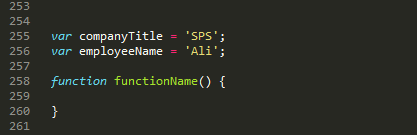 253
254
255 var companyTitle = 'SPS';
256 var employeeName = 'Ali';
257
258 function functionName() {
259
260 }
261